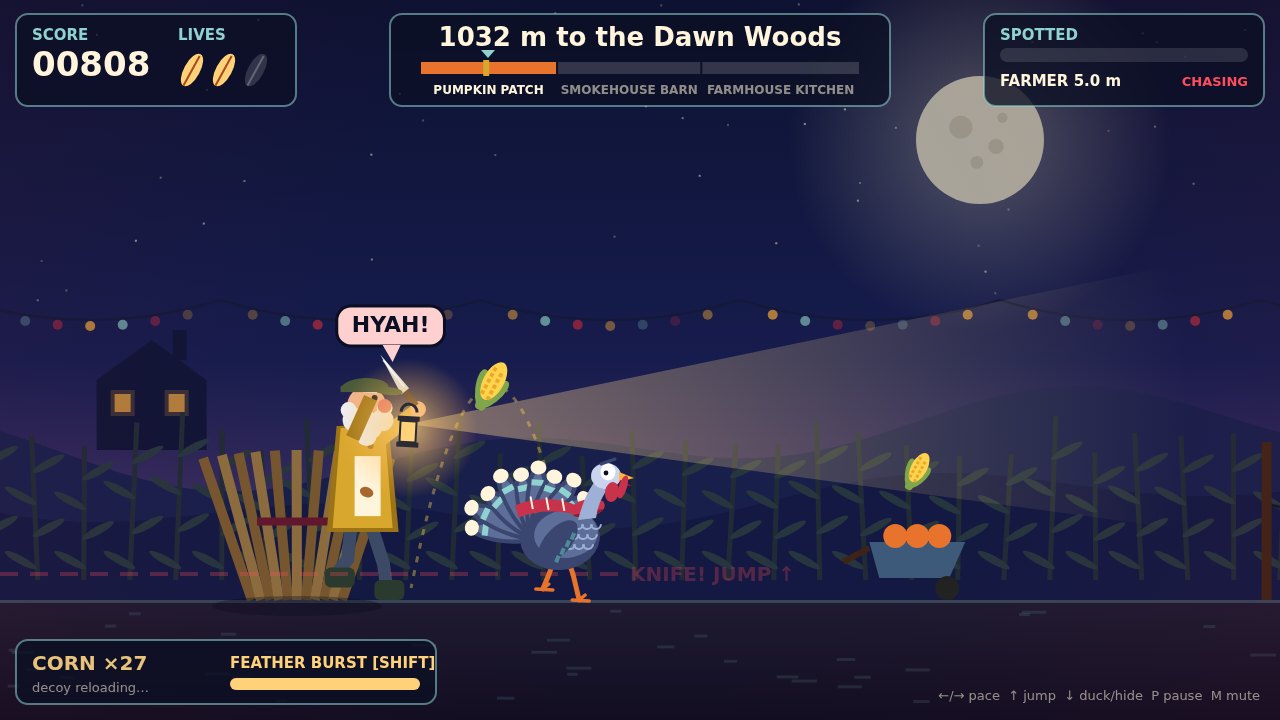 SCORE
00808
LIVES
1032 m to the Dawn Woods
PUMPKIN PATCH
SMOKEHOUSE BARN
FARMHOUSE KITCHEN
SPOTTED
FARMER 5.0 m
CHASING
HYAH!
KNIFE! JUMP ↑
CORN ×27
decoy reloading...
FEATHER BURST [SHIFT]
←/→ pace ↑ jump ↓ duck/hide P pause M mute